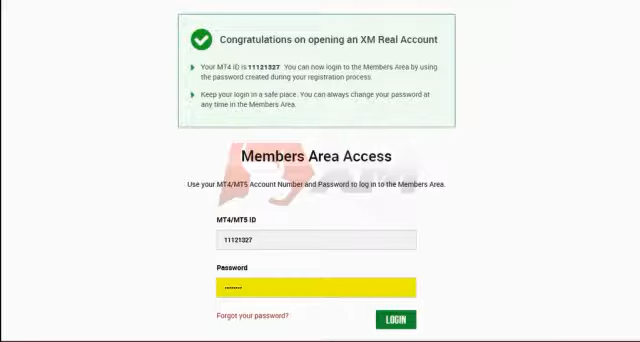 Congratulations on opening an XM Real Account
Your MT4 ID is 11121327 You can now login to the Members Area by using
the password created during your registration process.
Keep your login in a safe place. You can always change your password at
any time in the Members Area.
Members Area Access
Use your MT4/MT5 Account Number and Password to log in to the Members Area.
MT4/MT5 ID
11121327
Password
Forgot your password?
LOGIN